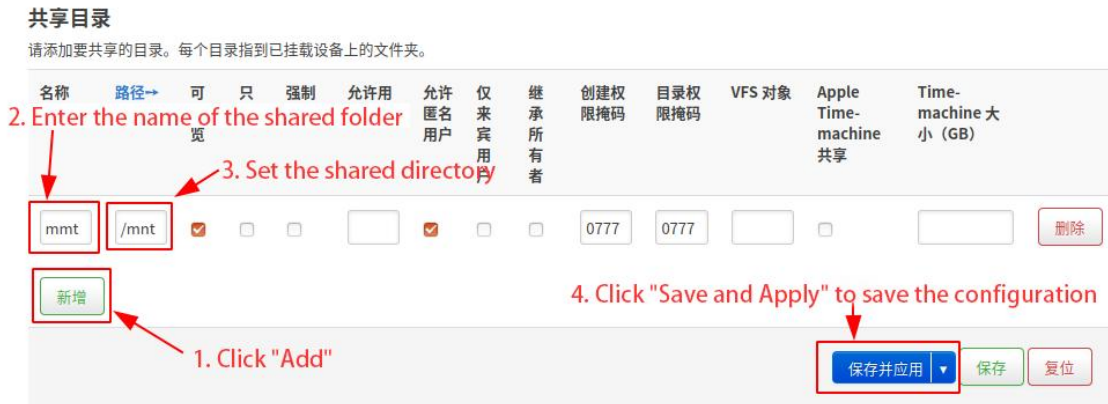 共享目录
请添加要共享的目录。每个目录指到已挂载设备上的文件夹。
名称 路径→ 可 只 强制 允许用 允许匿名用户 仅来宾用户 继承所有者 创建权限掩码 目录权限掩码 VFS 对象 Apple Time-machine 共享 Time-machine 大小（GB）
览
2. Enter the name of the shared folder
3. Set the shared directory
mmt /mnt 0777 0777 删除
新增
4. Click "Save and Apply" to save the configuration
1. Click "Add"
保存并应用 ▾ 保存 复位